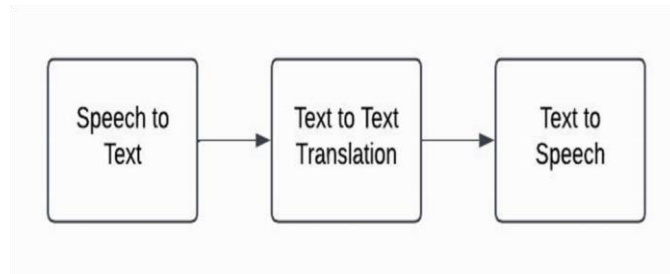 Speech to
Text
Text to Text
Translation
Text to
Speech